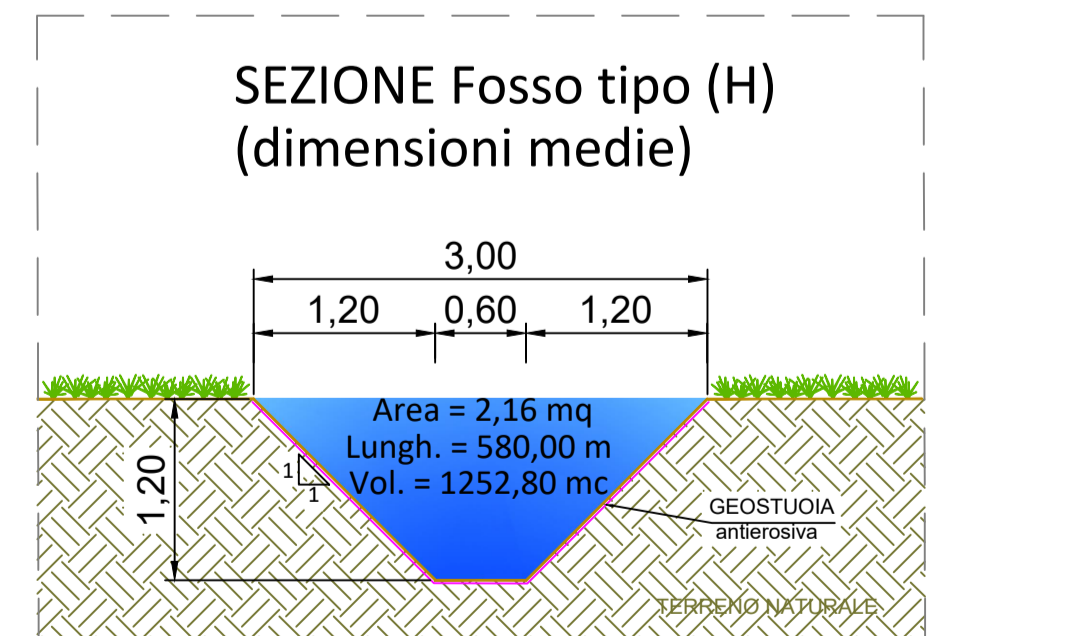 SEZIONE Fosso tipo (H)
(dimensioni medie)
3,00
1,20 0,60 1,20
Area = 2,16 mq
Lungh. = 580,00 m
Vol. = 1252,80 mc
1,20
1
1
GEOSTUOIA
antierosiva
TERRENO NATURALE